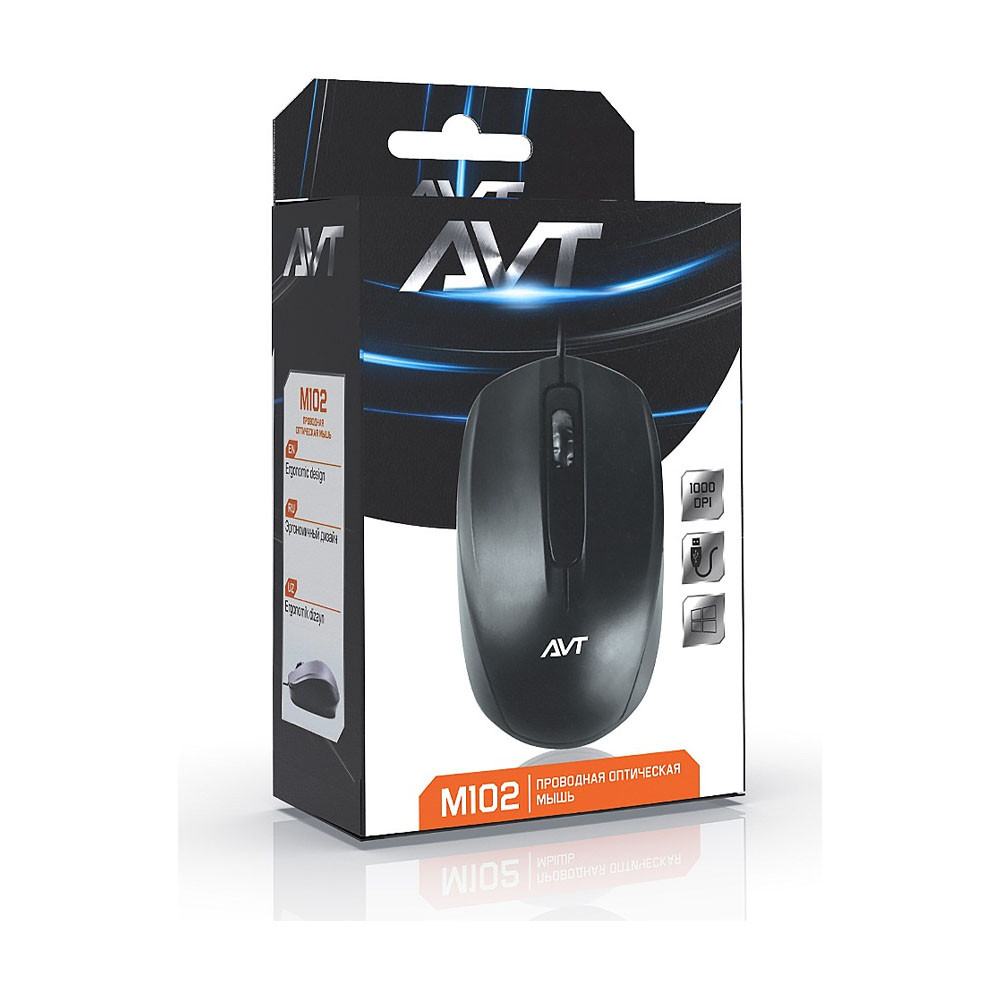 AVT
AVT
AVT
M102
ПРОВОДНАЯ
ОПТИЧЕСКАЯ МЫШЬ
EN
Ergonomic design
RU
Эргономичный дизайн
UZ
Ergonomik dizayn
1000
DPI
AVT
M102
ПРОВОДНАЯ ОПТИЧЕСКАЯ
МЫШЬ